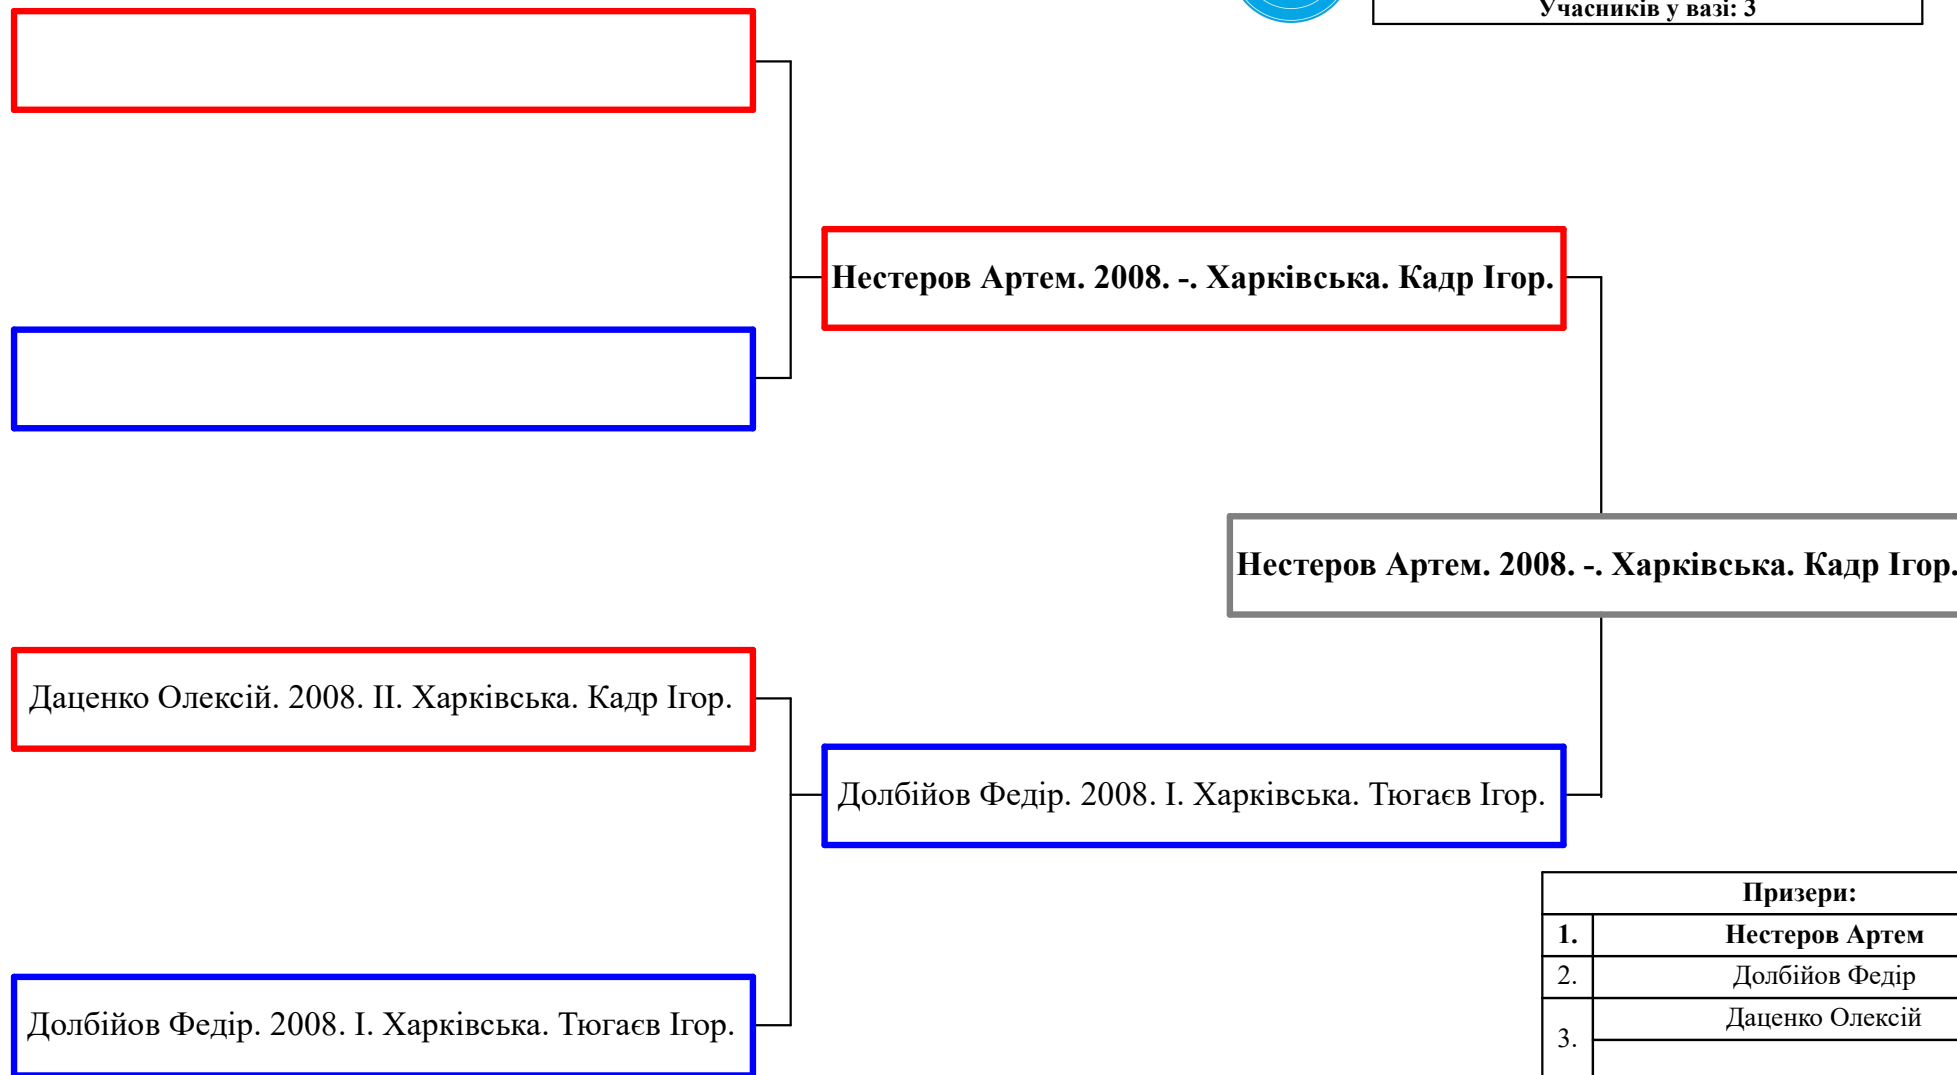 Учасників у вазі: 3
Нестеров Артем. 2008. -. Харківська. Кадр Ігор.
Нестеров Артем. 2008. -. Харківська. Кадр Ігор.
Даценко Олексій. 2008. II. Харківська. Кадр Ігор.
Долбійов Федір. 2008. I. Харківська. Тюгаєв Ігор.
Долбійов Федір. 2008. I. Харківська. Тюгаєв Ігор.
Призери:
1. Нестеров Артем
2. Долбійов Федір
3. Даценко Олексій